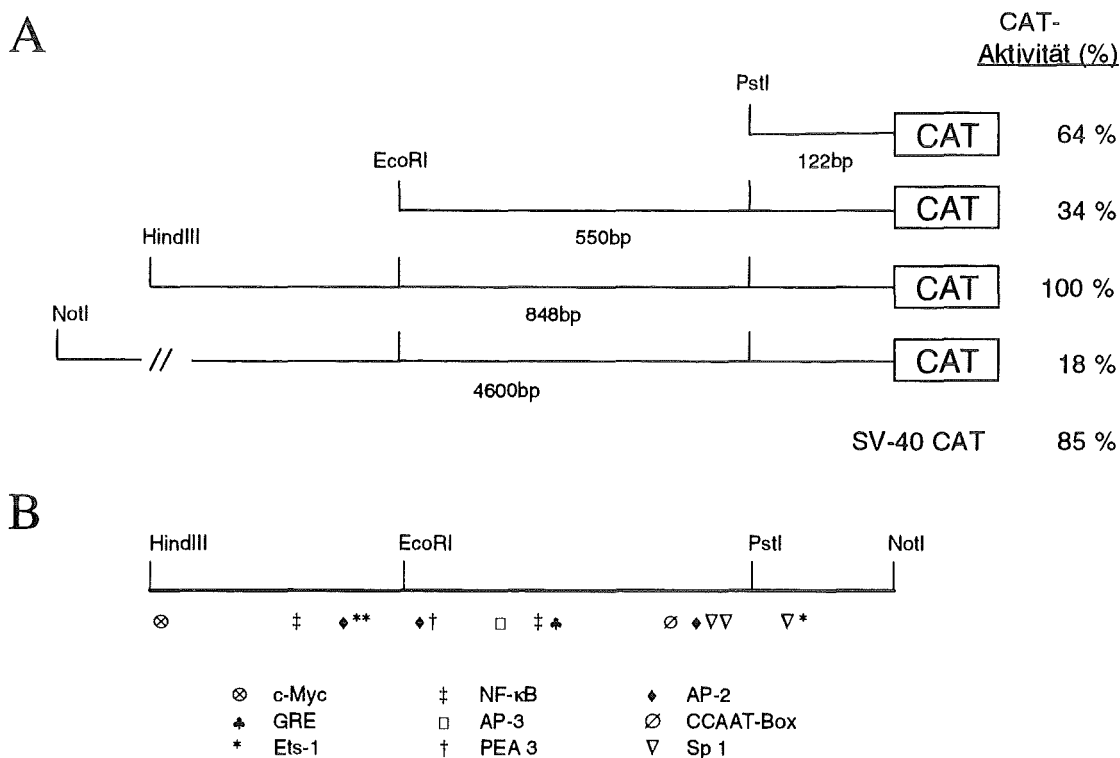 A
CAT-
Aktivität (%)
PstI
CAT 64 %
122bp
EcoRI
CAT 34 %
550bp
HindIII
CAT 100 %
848bp
NotI
// CAT 18 %
4600bp
SV-40 CAT 85 %
B
HindIII EcoRI PstI NotI
⊗ ‡ ♦ * * ♦ † □ ‡ ♣ ∅ ♦ ▽ ▽ ▽ *
⊗ c-Myc ‡ NF-κB ♦ AP-2
♣ GRE □ AP-3 ∅ CCAAT-Box
* Ets-1 † PEA 3 ▽ Sp 1